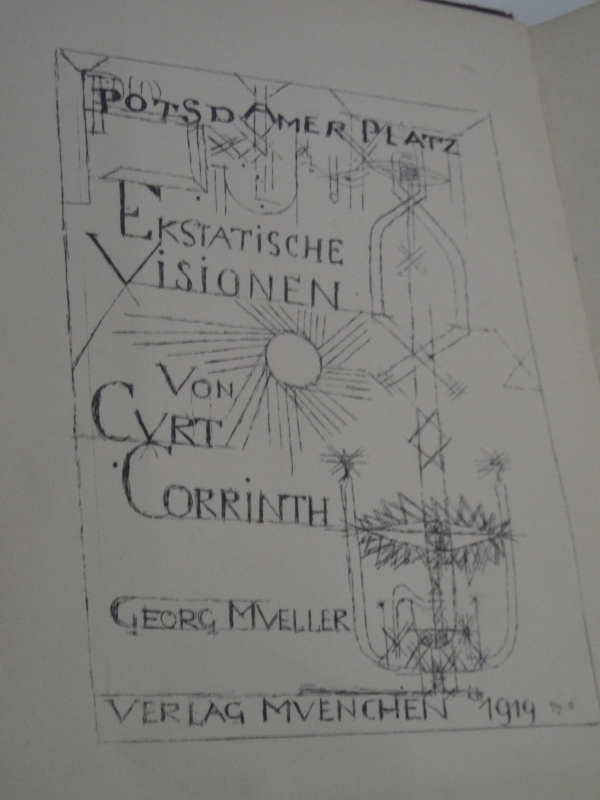 POTSDAMER PLATZ
EKSTATISCHE
VISIONEN
VON
CVRT
CORRINTH
GEORG MVELLER
VERLAG MVENCHEN 1919